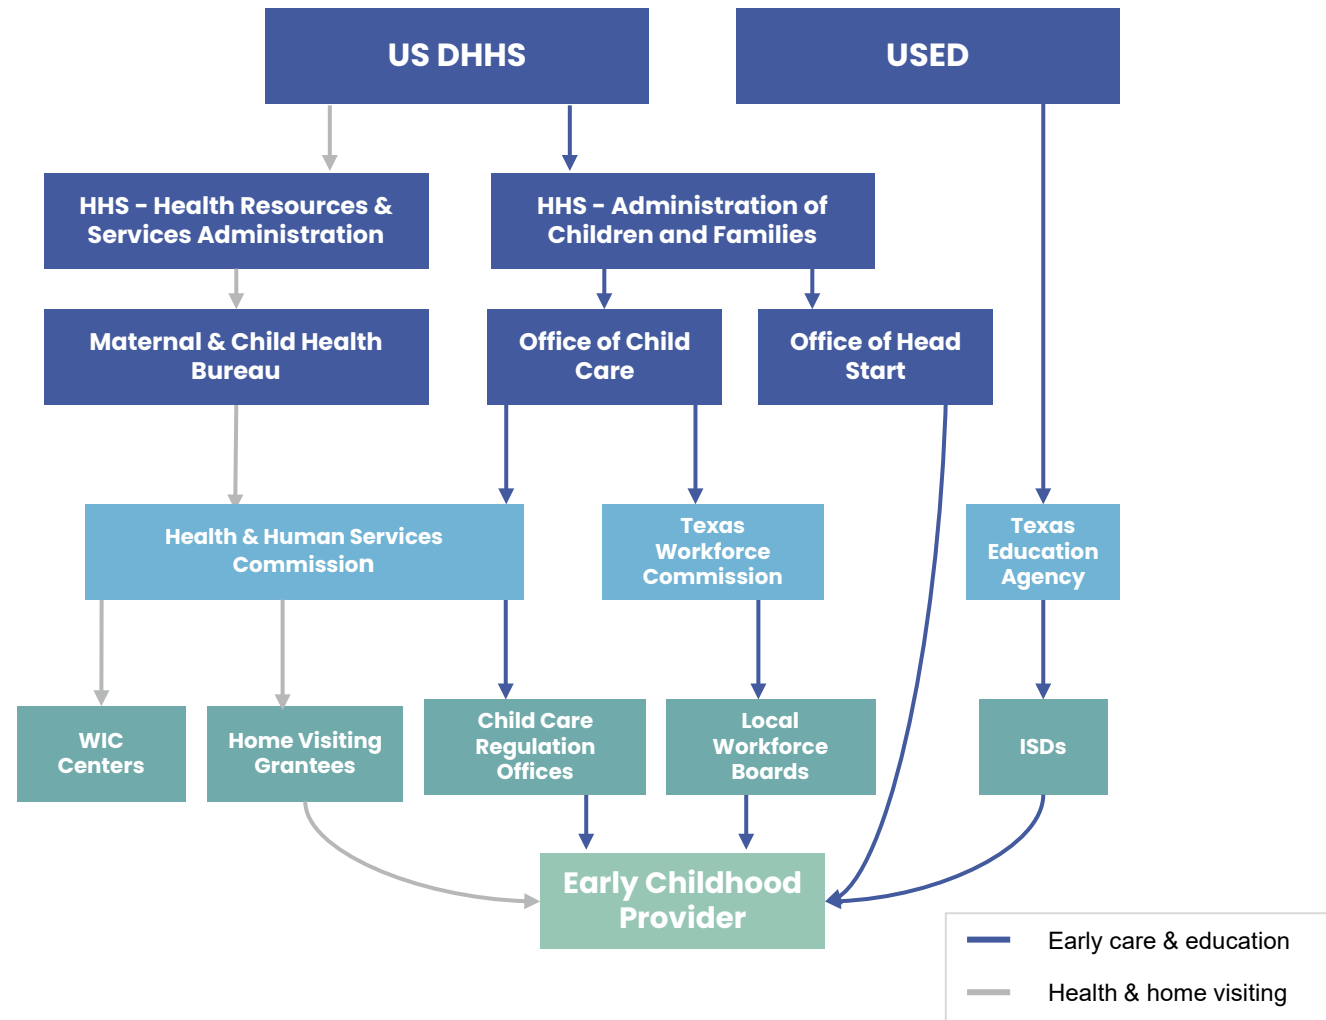 US DHHS
USED
HHS – Health Resources &
Services Administration
HHS – Administration of
Children and Families
Maternal & Child Health
Bureau
Office of Child
Care
Office of Head
Start
Health & Human Services
Commission
Texas
Workforce
Commission
Texas
Education
Agency
WIC
Centers
Home Visiting
Grantees
Child Care
Regulation
Offices
Local
Workforce
Boards
ISDs
Early Childhood
Provider
Early care & education
Health & home visiting